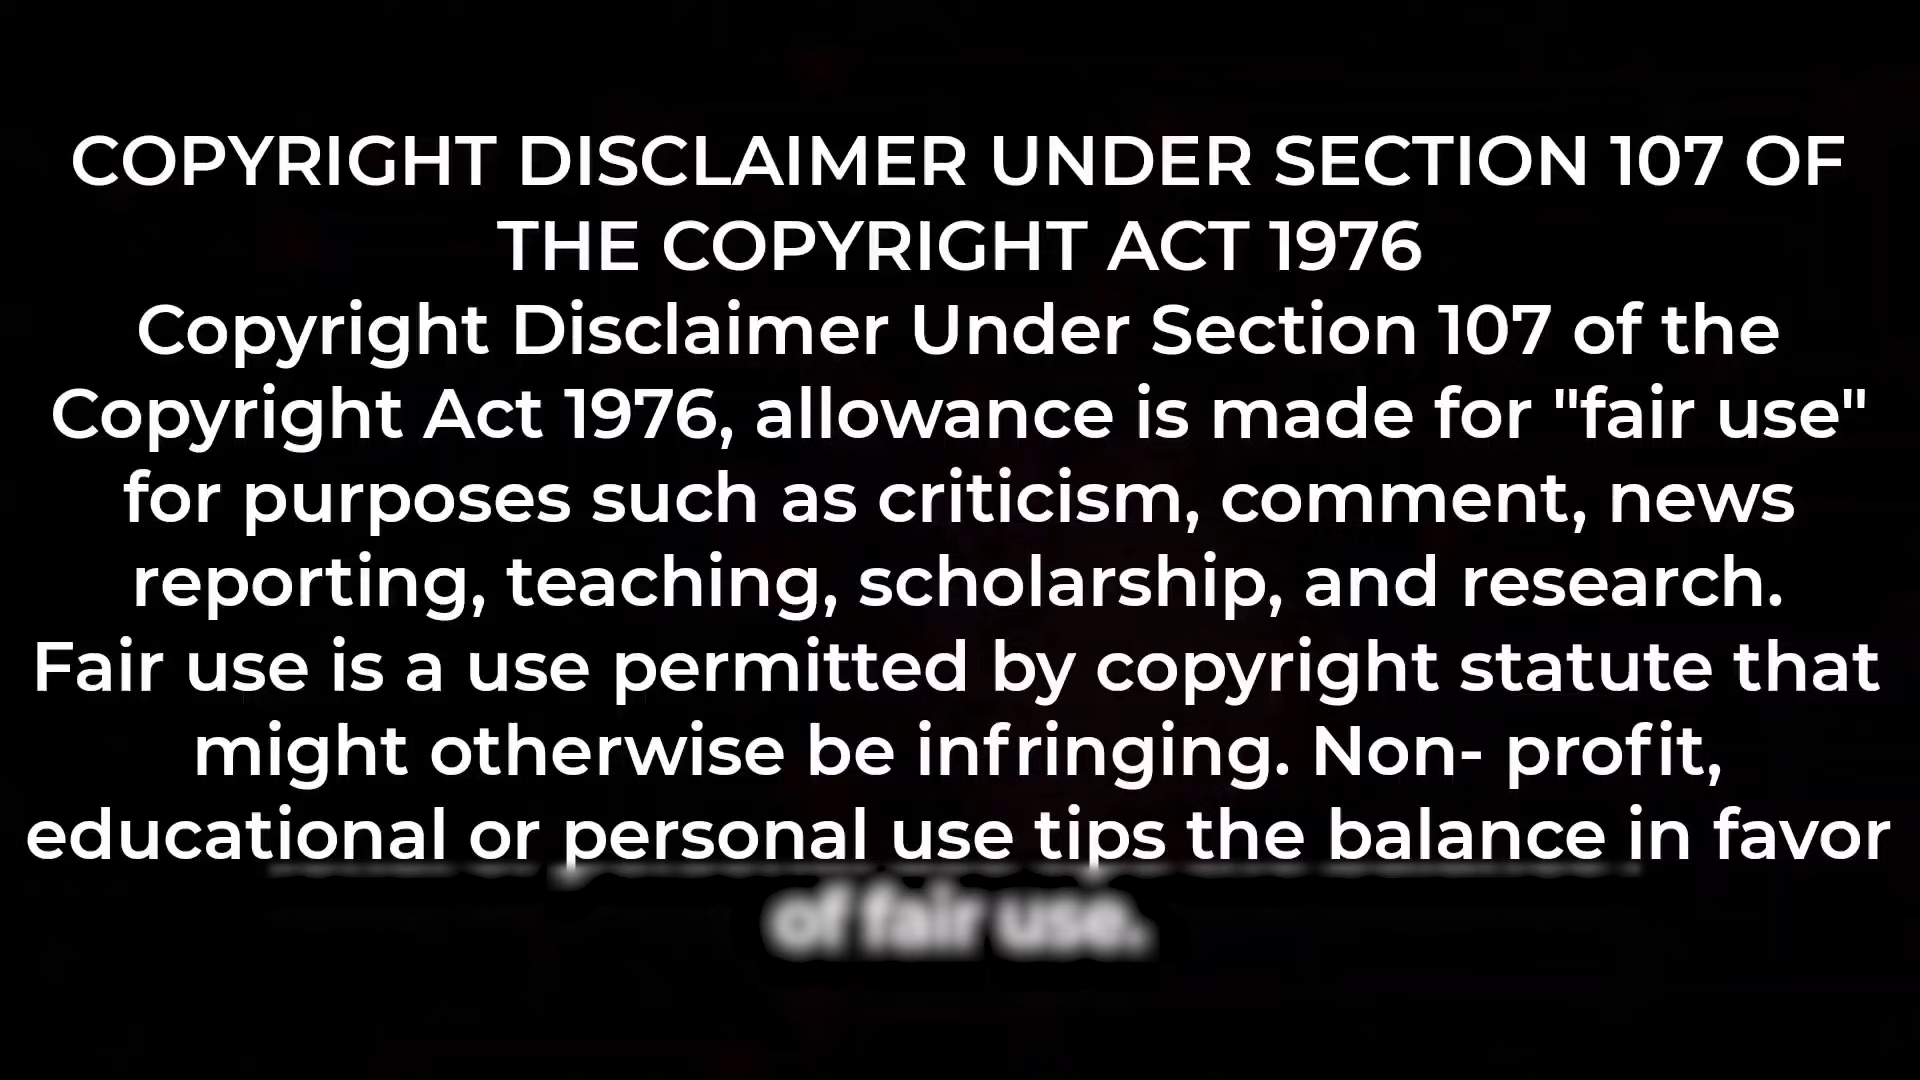 COPYRIGHT DISCLAIMER UNDER SECTION 107 OF
THE COPYRIGHT ACT 1976
Copyright Disclaimer Under Section 107 of the
Copyright Act 1976, allowance is made for "fair use"
for purposes such as criticism, comment, news
reporting, teaching, scholarship, and research.
Fair use is a use permitted by copyright statute that
might otherwise be infringing. Non- profit,
educational or personal use tips the balance in favor
of fair use.